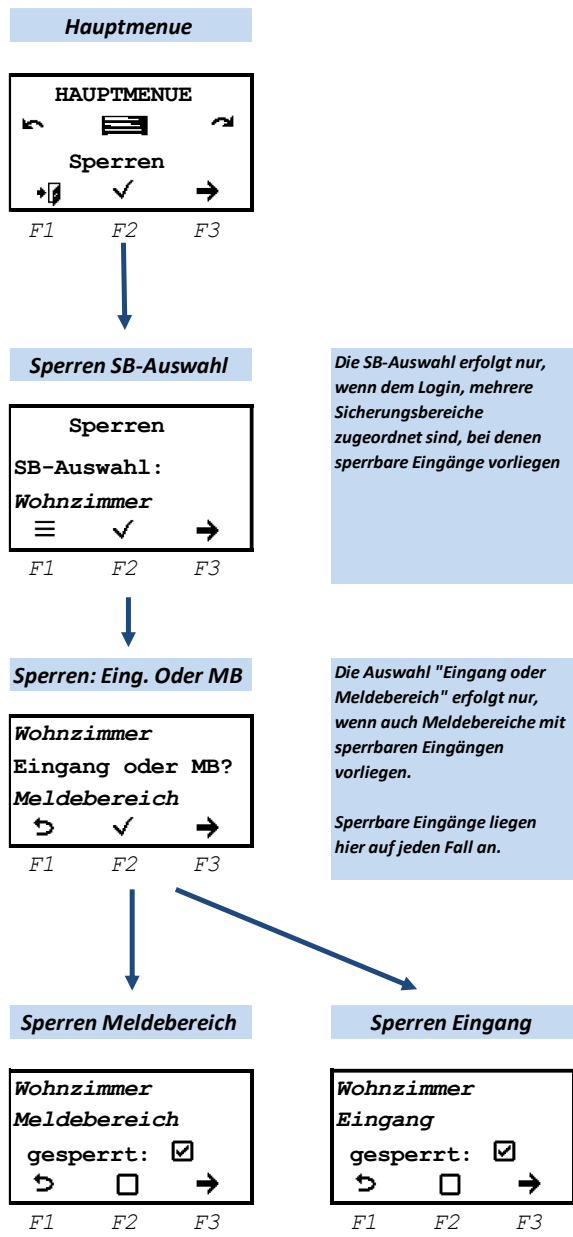 Hauptmenue
HAUPTMENUE
Sperren
F1 F2 F3
Sperren SB-Auswahl
Sperren
SB-Auswahl:
Wohnzimmer
F1 F2 F3
Die SB-Auswahl erfolgt nur,
wenn dem Login, mehrere
Sicherungsbereiche
zugeordnet sind, bei denen
sperrbare Eingänge vorliegen
Sperren: Eing. Oder MB
Wohnzimmer
Eingang oder MB?
Meldebereich
F1 F2 F3
Die Auswahl "Eingang oder
Meldebereich" erfolgt nur,
wenn auch Meldebereiche mit
sperrbaren Eingängen
vorliegen.
Sperrbare Eingänge liegen
hier auf jeden Fall an.
Sperren Meldebereich
Wohnzimmer
Meldebereich
gesperrt:
F1 F2 F3
Sperren Eingang
Wohnzimmer
Eingang
gesperrt:
F1 F2 F3